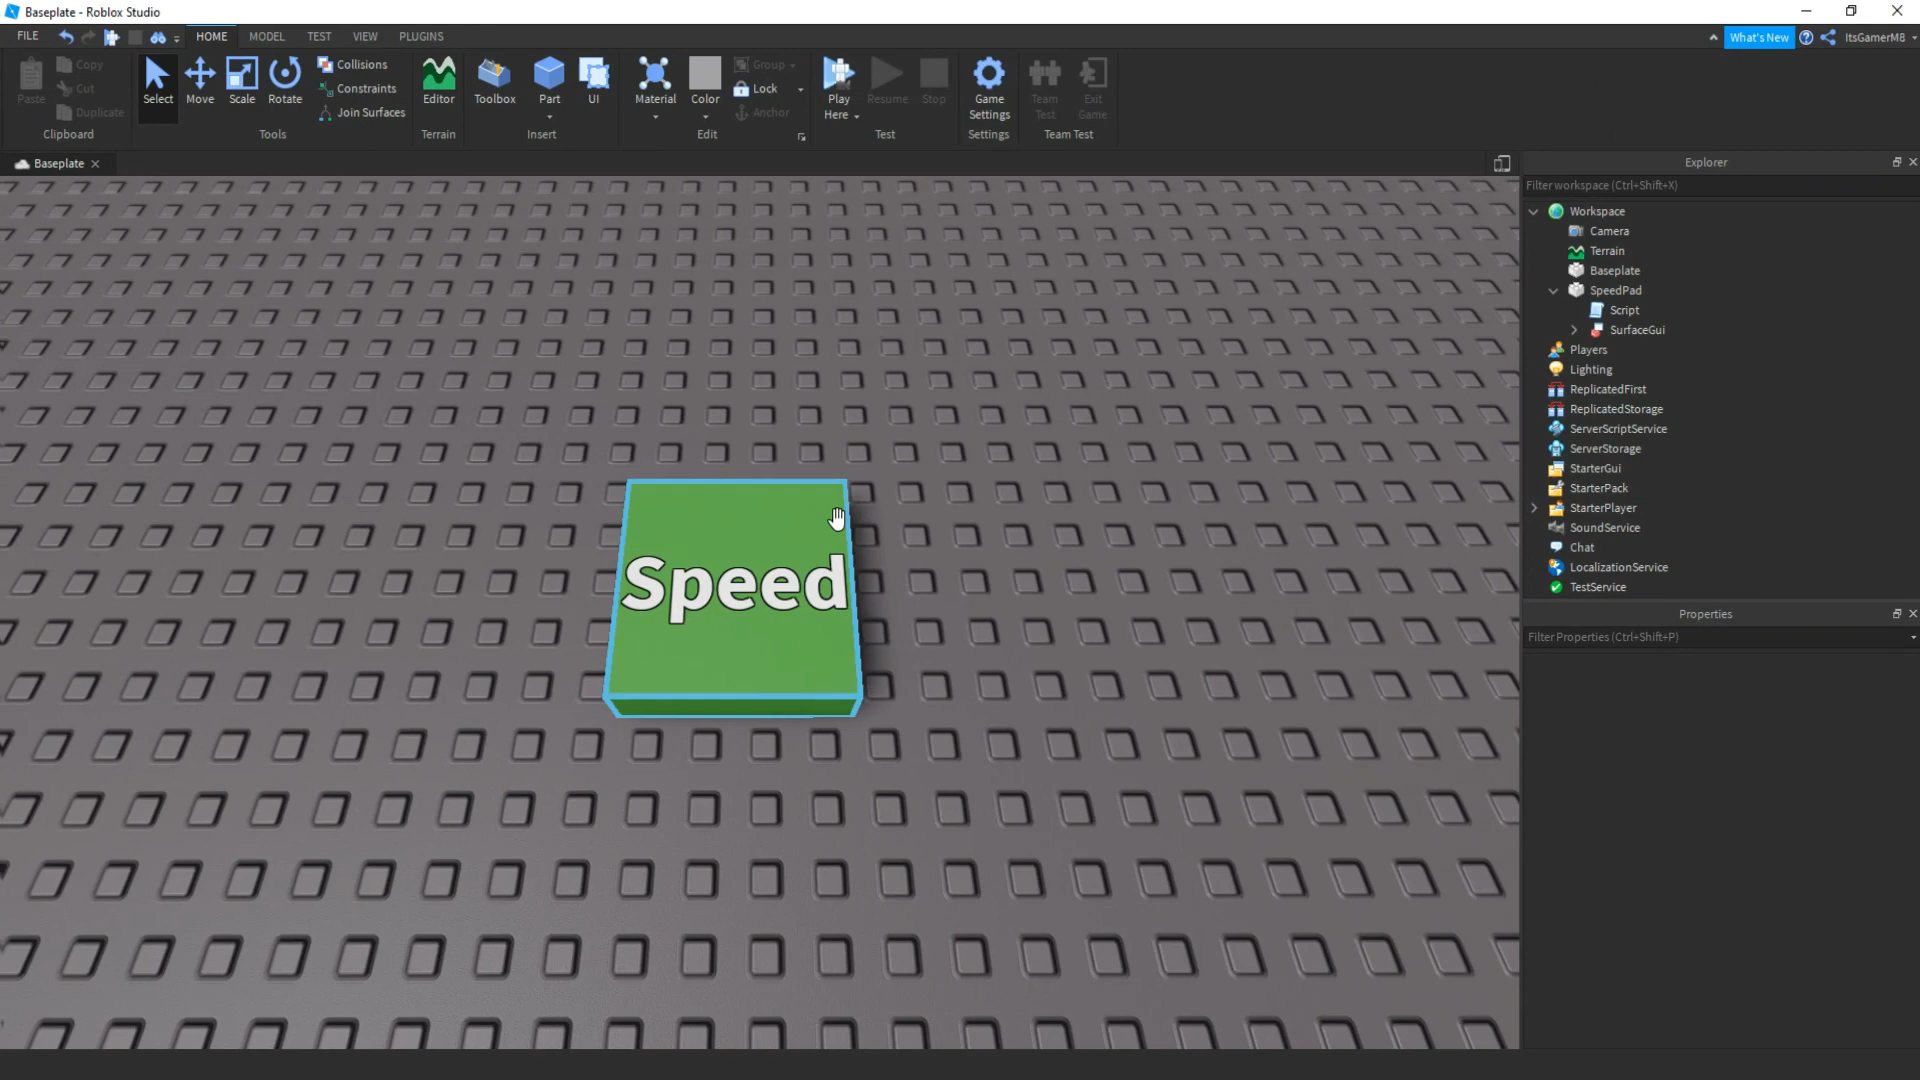 Baseplate - Roblox Studio
FILE HOME MODEL TEST VIEW PLUGINS What's New ItsGamerM8
Paste Copy Cut Duplicate Clipboard
Select Move Scale Rotate Collisions Constraints Join Surfaces Tools
Editor Terrain
Toolbox Part UI Insert
Material Color Group Lock Anchor Edit
Play Here Resume Stop Test
Game Settings Settings
Team Test Exit Game Team Test
Baseplate
Speed
Explorer
Filter workspace (Ctrl+Shift+X)
Workspace
Camera
Terrain
Baseplate
SpeedPad
Script
SurfaceGui
Players
Lighting
ReplicatedFirst
ReplicatedStorage
ServerScriptService
ServerStorage
StarterGui
StarterPack
StarterPlayer
SoundService
Chat
LocalizationService
TestService
Properties
Filter Properties (Ctrl+Shift+P)